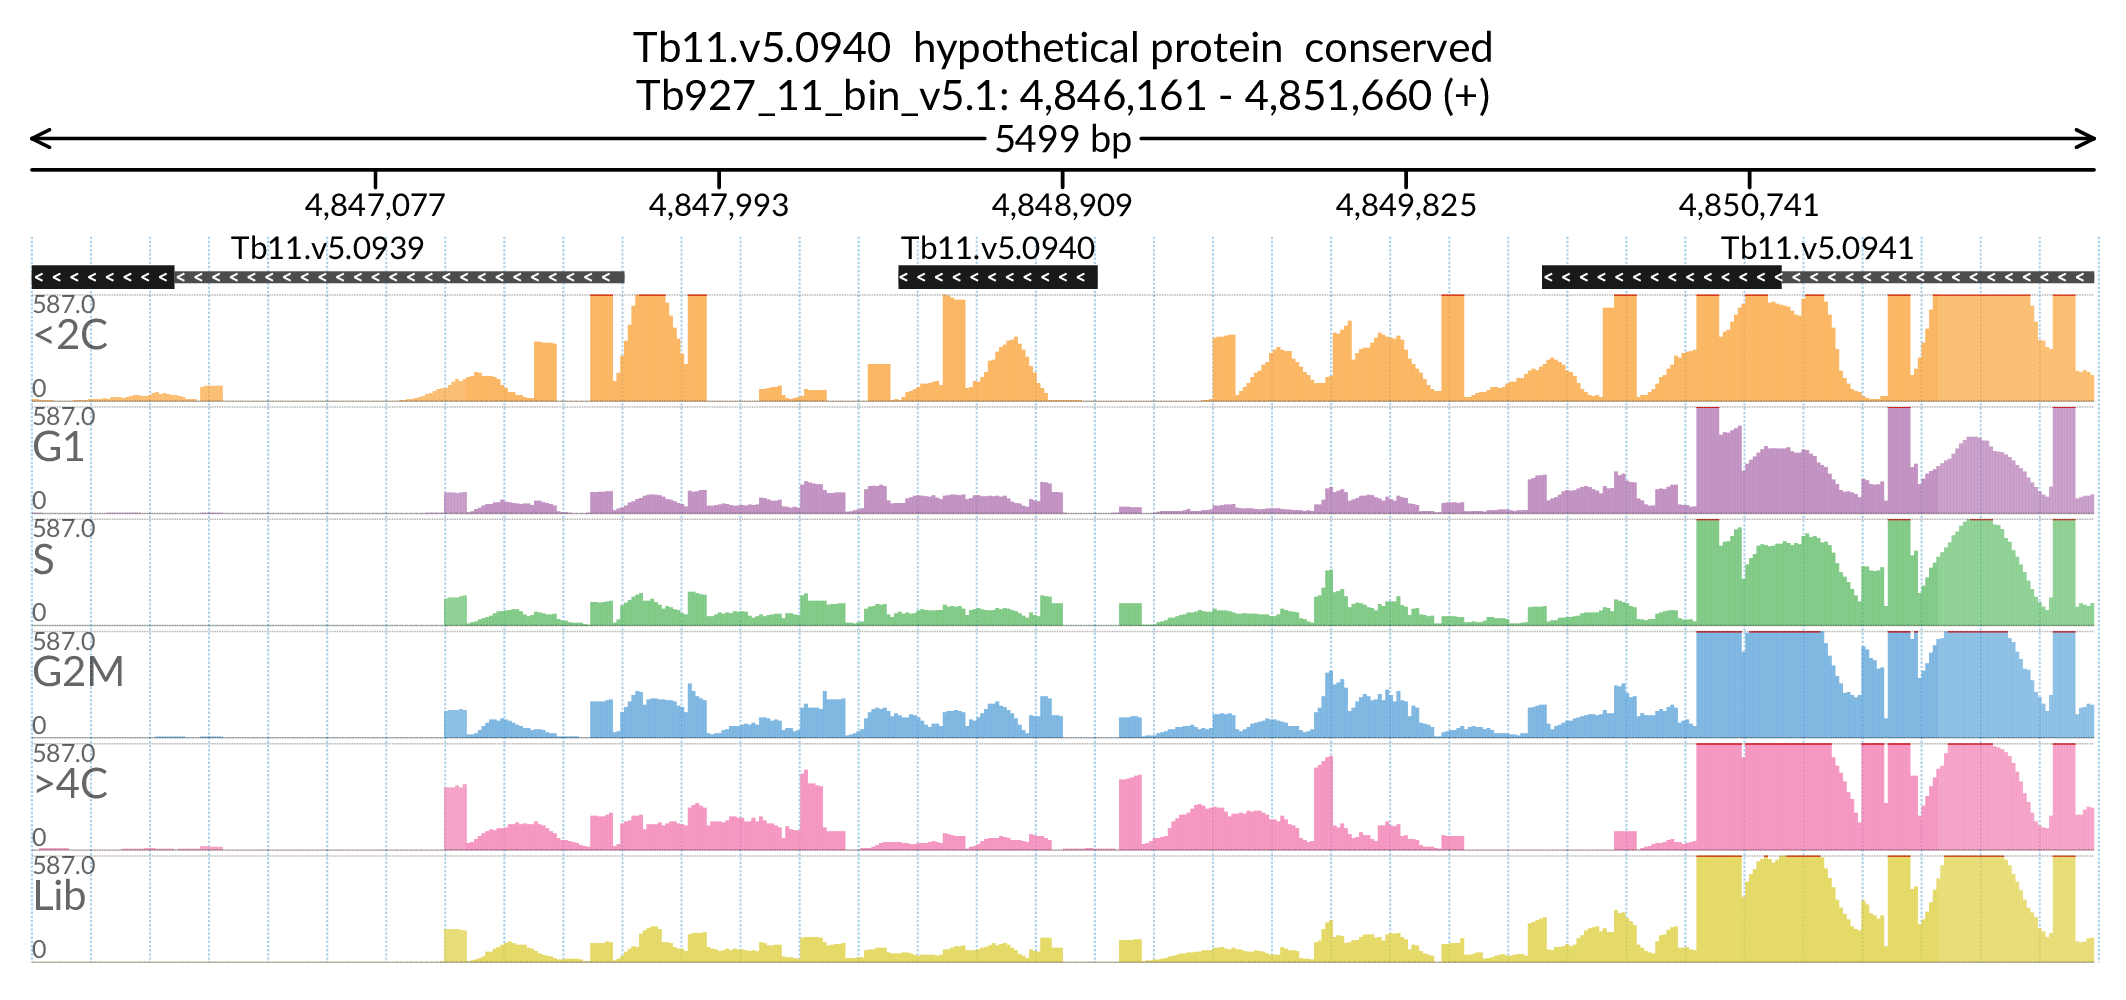 Tb11.v5.0940 hypothetical protein conserved
Tb927_11_bin_v5.1: 4,846,161 - 4,851,660 (+)
5499 bp
4,847,077 4,847,993 4,848,909 4,849,825 4,850,741
Tb11.v5.0939 Tb11.v5.0940 Tb11.v5.0941
587.0
<2C
0
587.0
G1
0
587.0
S
0
587.0
G2M
0
587.0
>4C
0
587.0
Lib
0